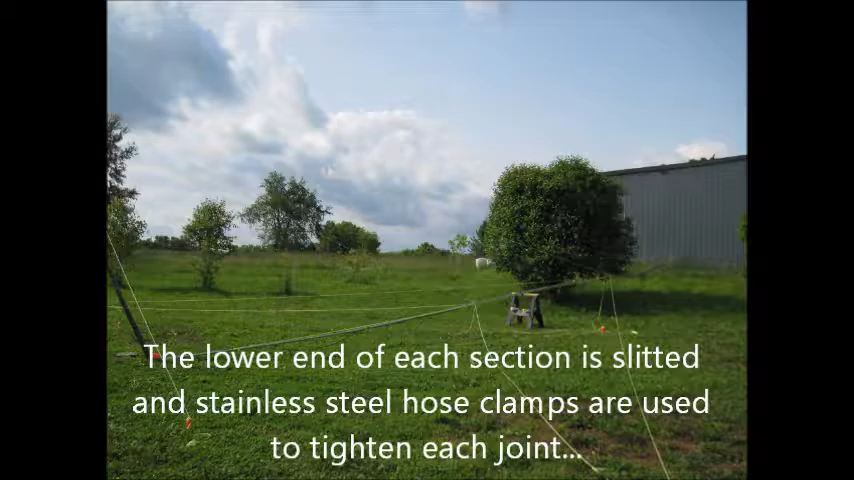 The lower end of each section is slitted
and stainless steel hose clamps are used
to tighten each joint...